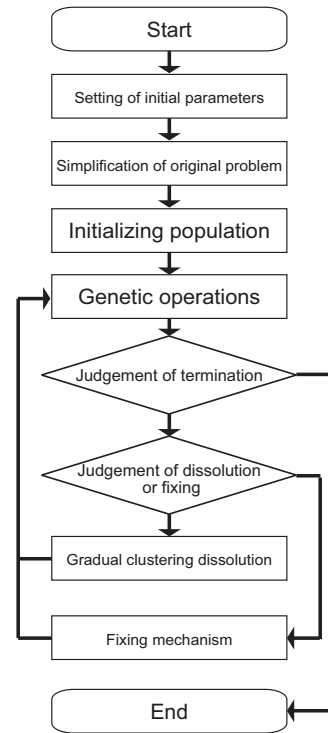 Start
Setting of initial parameters
Simplification of original problem
Initializing population
Genetic operations
Judgement of termination
Judgement of dissolution
or fixing
Gradual clustering dissolution
Fixing mechanism
End